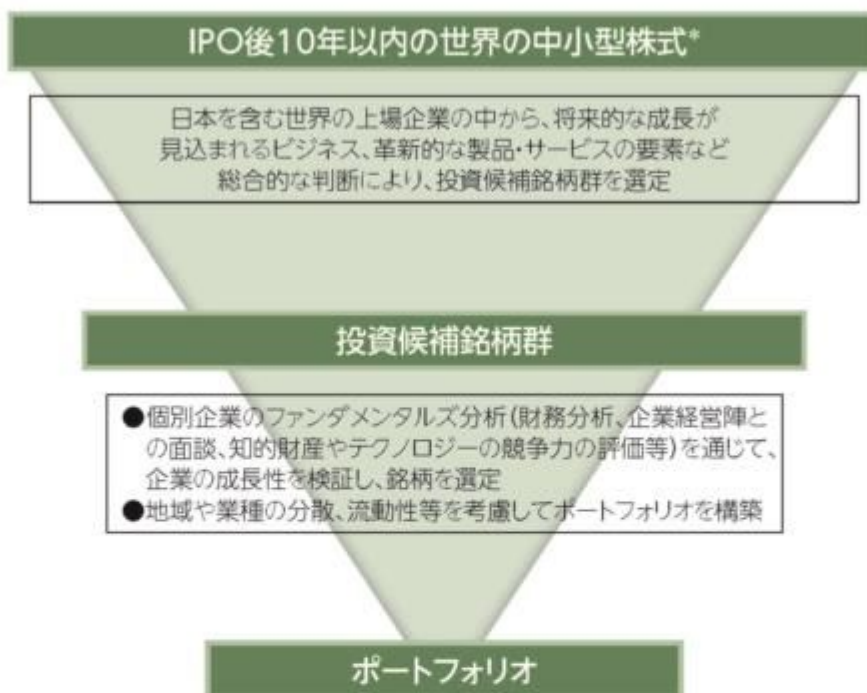 IPO後10年以内の世界の中小型株式*
日本を含む世界の上場企業の中から、将来的な成長が
見込まれるビジネス、革新的な製品・サービスの要素など
総合的な判断により、投資候補銘柄群を選定
投資候補銘柄群
●個別企業のファンダメンタルズ分析(財務分析、企業経営陣と
の面談、知的財産やテクノロジーの競争力の評価等)を通じて、
企業の成長性を検証し、銘柄を選定
●地域や業種の分散、流動性等を考慮してポートフォリオを構築
ポートフォリオ